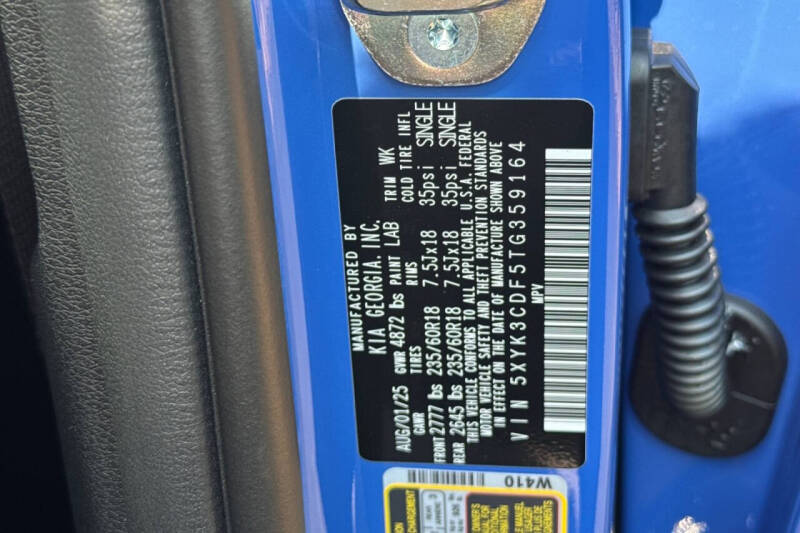 MANUFACTURED BY
KIA GEORGIA, INC.
AUG/01/25 GVWR 4872 lbs PAINT LAB TRIM WK
GAWR TIRES RIMS COLD TIRE INFL
FRONT 2777 lbs 235/60R18 7.5Jx18 35psi SINGLE
REAR 2645 lbs 235/60R18 7.5Jx18 35psi SINGLE
THIS VEHICLE CONFORMS TO ALL APPLICABLE U.S.A. FEDERAL
MOTOR VEHICLE SAFETY AND THEFT PREVENTION STANDARDS
IN EFFECT ON THE DATE OF MANUFACTURE SHOWN ABOVE
VIN 5XYK3CDF5TG359164
MPV
W410